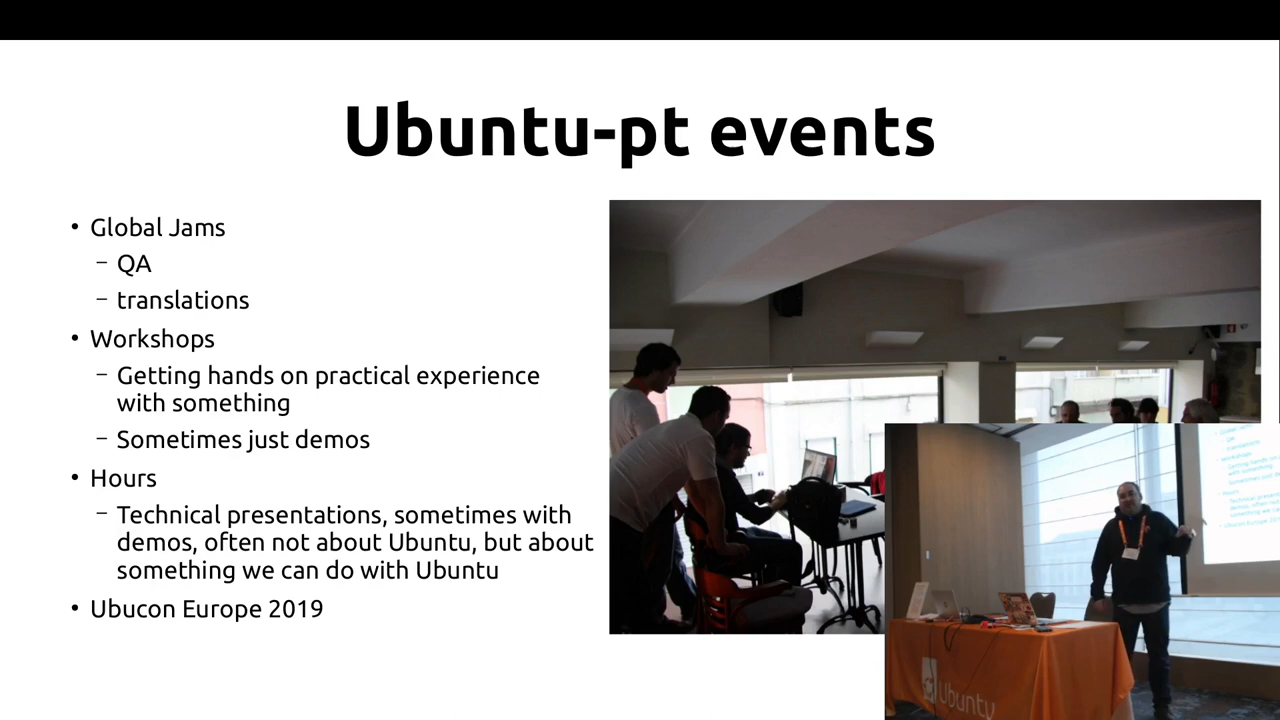 Ubuntu-pt events
• Global Jams
– QA
– translations
• Workshops
– Getting hands on practical experience
with something
– Sometimes just demos
• Hours
– Technical presentations, sometimes with
demos, often not about Ubuntu, but about
something we can do with Ubuntu
• Ubucon Europe 2019
Ubuntu